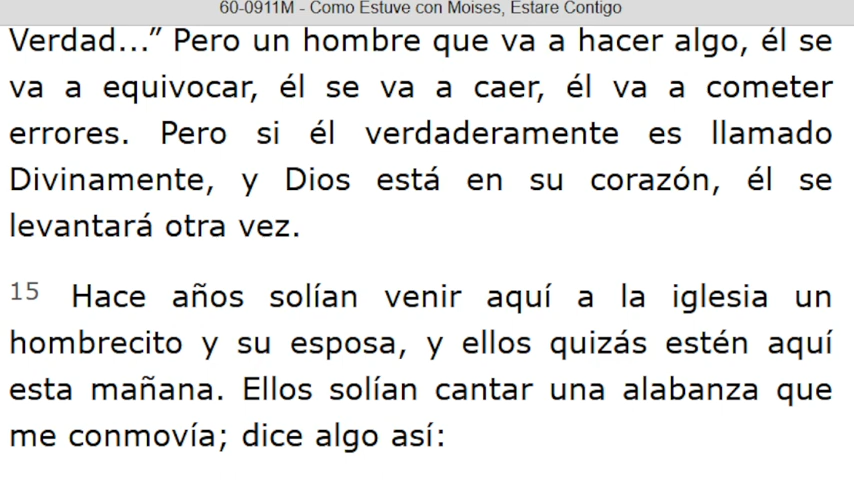 60-0911M - Como Estuve con Moises, Estare Contigo
Verdad...” Pero un hombre que va a hacer algo, él se
va a equivocar, él se va a caer, él va a cometer
errores. Pero si él verdaderamente es llamado
Divinamente, y Dios está en su corazón, él se
levantará otra vez.
15 Hace años solían venir aquí a la iglesia un
hombrecito y su esposa, y ellos quizás estén aquí
esta mañana. Ellos solían cantar una alabanza que
me conmovía; dice algo así: